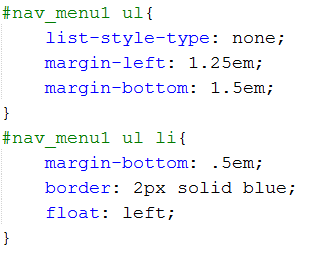 #nav_menu1 ul{
    list-style-type: none;
    margin-left: 1.25em;
    margin-bottom: 1.5em;
}
#nav_menu1 ul li{
    margin-bottom: .5em;
    border: 2px solid blue;
    float: left;
}